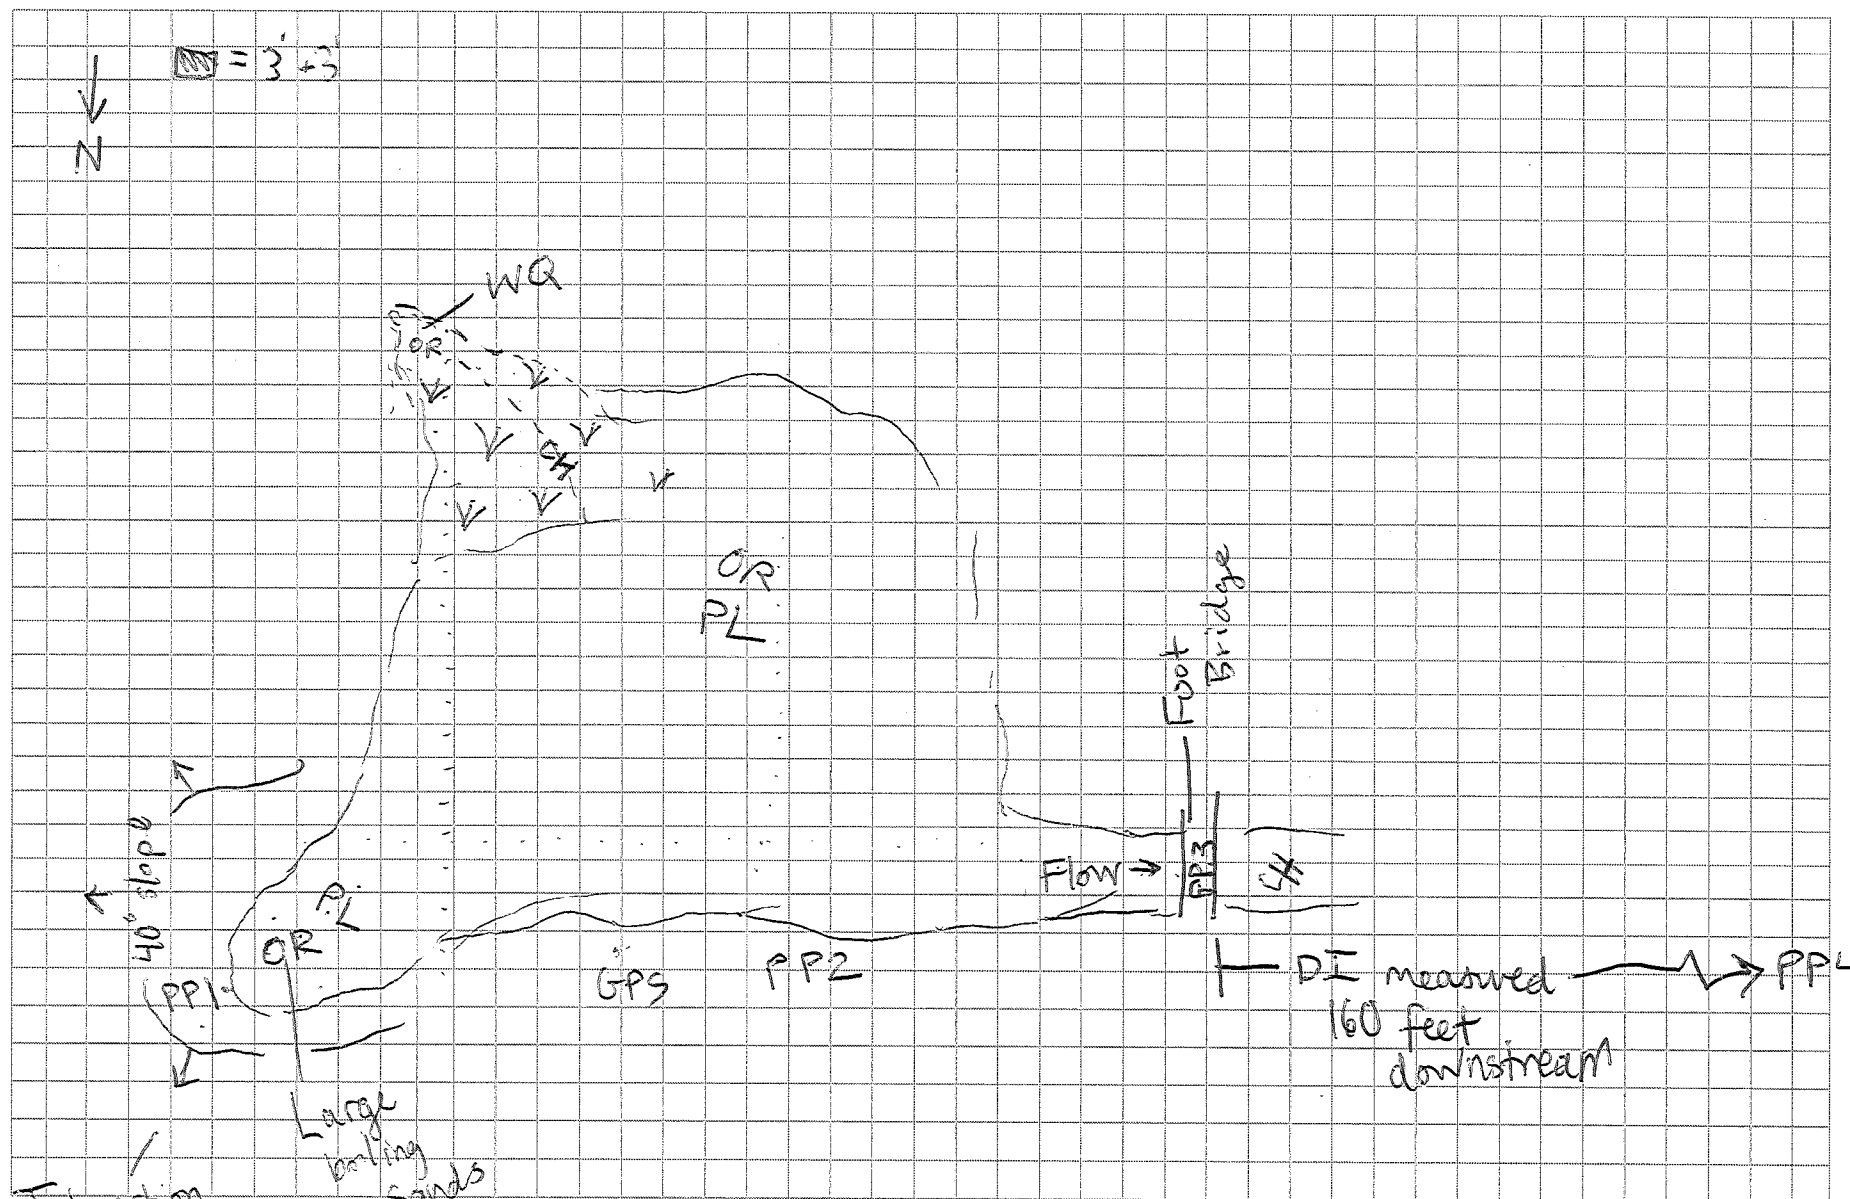 = 3' × 3'
N
WQ
OR
CH
OR
PL
Foot
Bridge
40° slope
Flow →
PP3
CH
PL
OR
PP1
GPS
PP2
DI measured
160 feet
downstream
Large
boiling
sands